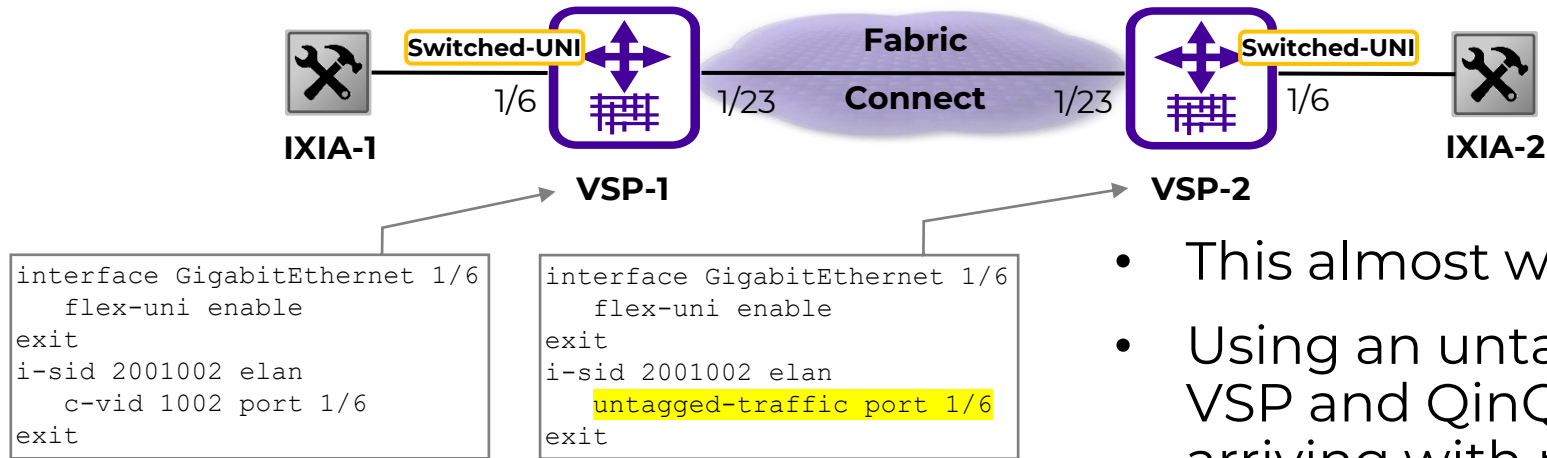 Fabric
Connect
Switched-UNI
Switched-UNI
1/6
1/23
1/23
1/6
IXIA-1
IXIA-2
VSP-1
VSP-2
interface GigabitEthernet 1/6
flex-uni enable
exit
i-sid 2001002 elan
c-vid 1002 port 1/6
exit
interface GigabitEthernet 1/6
flex-uni enable
exit
i-sid 2001002 elan
untagged-traffic port 1/6
exit
• This almost
• Using an
VSP and
arriving with